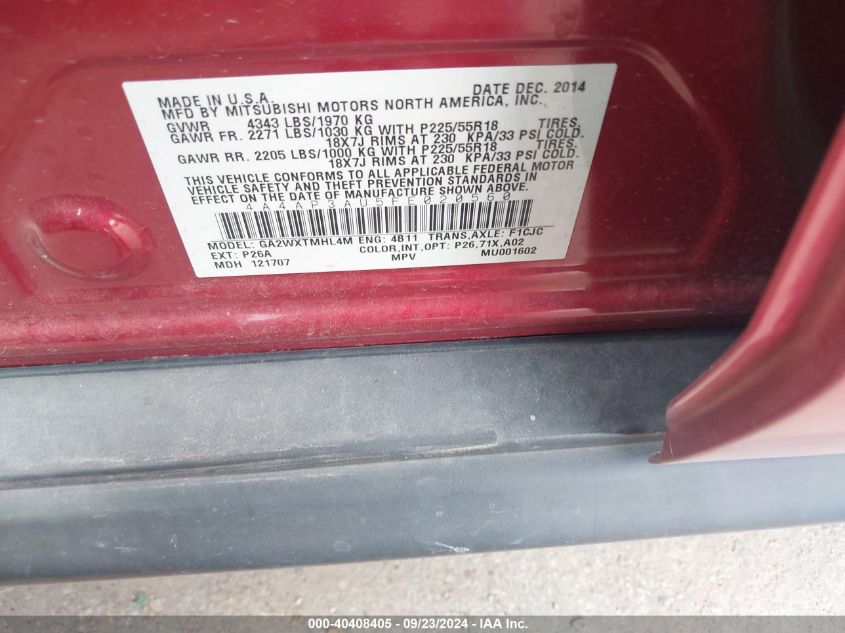 MADE IN U.S.A. DATE DEC. 2014
MFD BY MITSUBISHI MOTORS NORTH AMERICA, INC.
GVWR 4343 LBS/1970 KG
GAWR FR. 2271 LBS/1030 KG WITH P225/55R18 TIRES,
18X7J RIMS AT 230 KPA/33 PSI COLD.
GAWR RR. 2205 LBS/1000 KG WITH P225/55R18 TIRES,
18X7J RIMS AT 230 KPA/33 PSI COLD.
THIS VEHICLE CONFORMS TO ALL APPLICABLE FEDERAL MOTOR
VEHICLE SAFETY AND THEFT PREVENTION STANDARDS IN
EFFECT ON THE DATE OF MANUFACTURE SHOWN ABOVE.
4A4AP3AU5FE020560
MODEL: GA2WXTMHL4M ENG: 4B11 TRANS,AXLE: F1CJC
EXT: P26A COLOR,INT,OPT: P26,71X,A02
MDH 121707 MPV MU001602
000-40408405 - 09/23/2024 - IAA Inc.